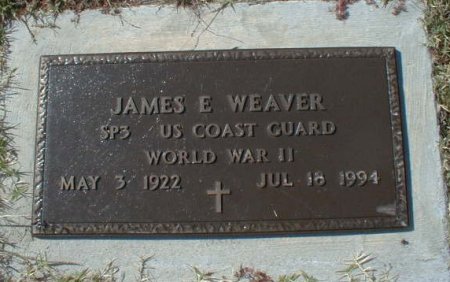 JAMES E WEAVER
SP3 US COAST GUARD
WORLD WAR II
MAY 3 1922 JUL 18 1994